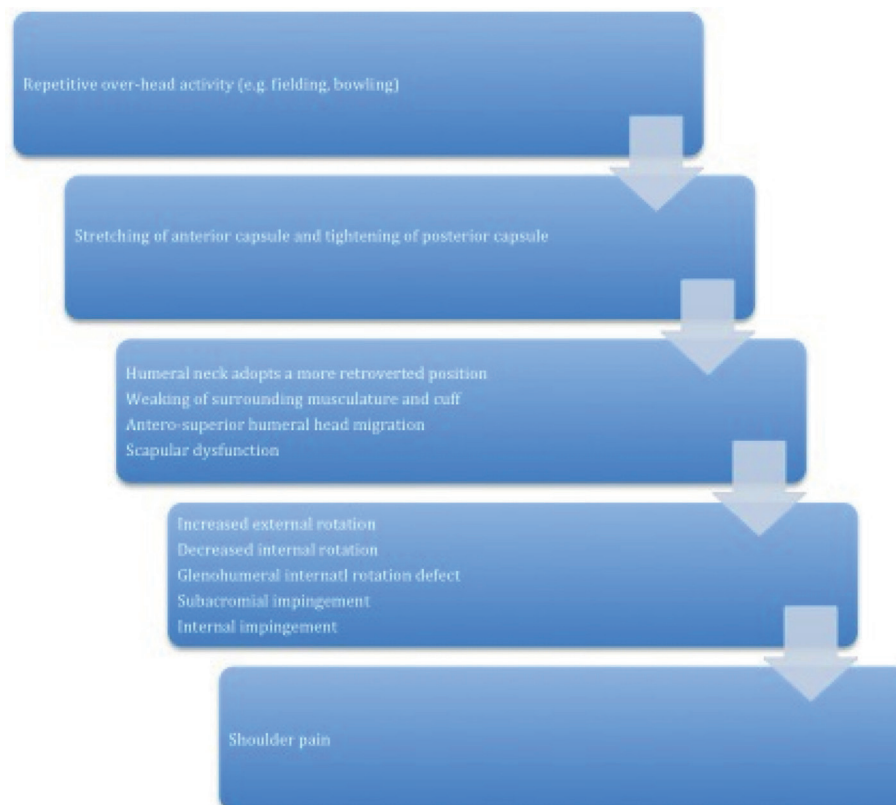 Repetitive over-head activity (e.g. fielding, bowling)
Stretching of anterior capsule and tightening of posterior capsule
Humeral neck adopts a more retroverted position
Weaking of surrounding musculature and cuff
Antero-superior humeral head migration
Scapular dysfunction
Increased external rotation
Decreased internal rotation
Glenohumeral internatl rotation defect
Subacromial impingement
Internal impingement
Shoulder pain